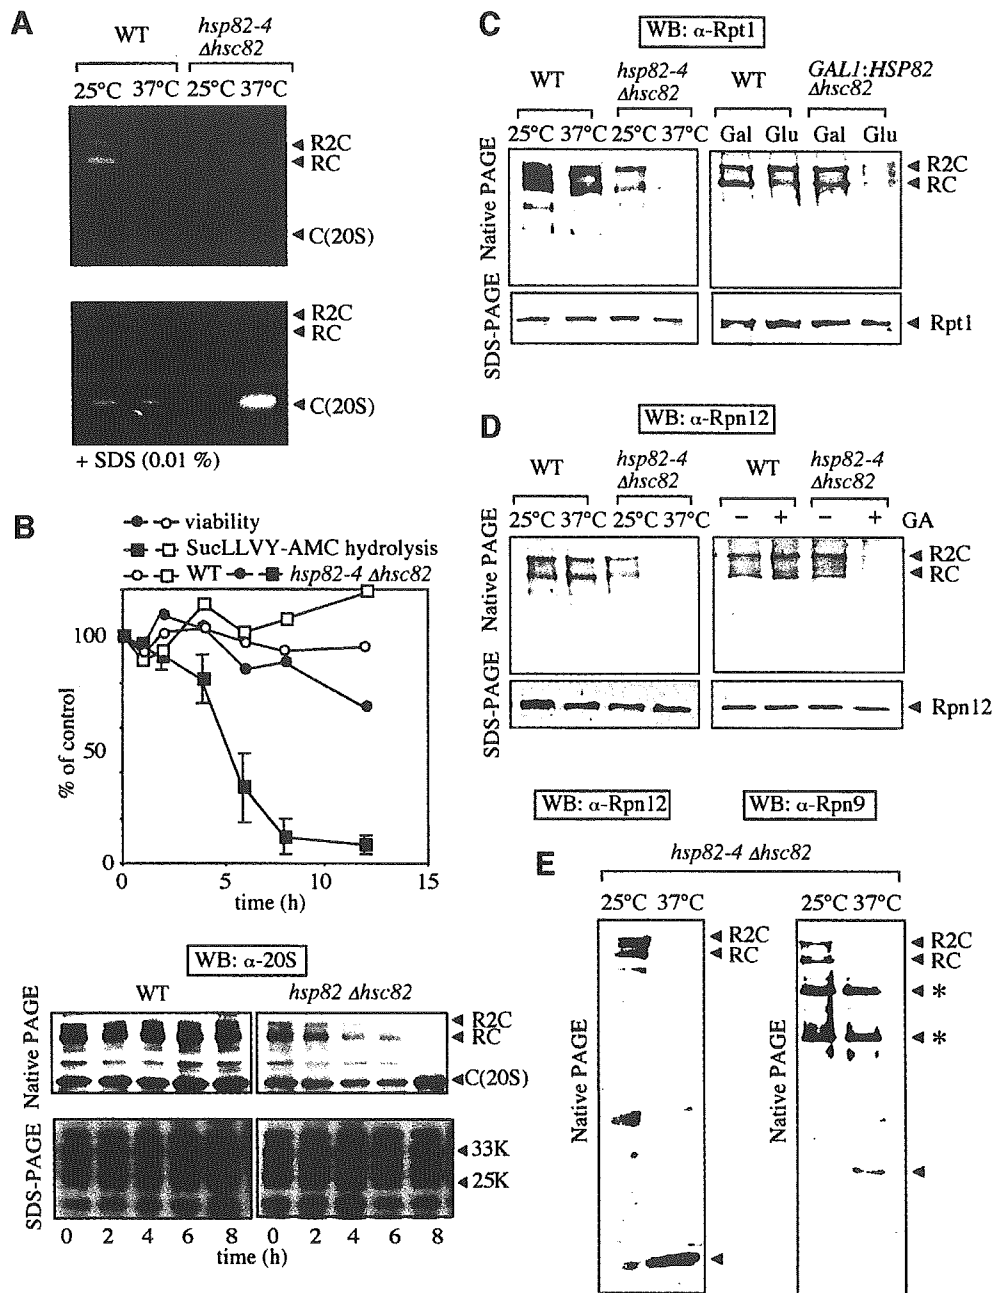 A
WT
hsp82-4
Δhsc82
25°C 37°C 25°C 37°C
R2C
RC
C(20S)
R2C
RC
C(20S)
+ SDS (0.01 %)
B
viability
SucLLVY-AMC hydrolysis
WT
hsp82-4 Δhsc82
% of control
100
50
0
0 5 10 15
time (h)
WB: α-20S
WT
hsp82 Δhsc82
Native PAGE
R2C
RC
C(20S)
SDS-PAGE
33K
25K
0 2 4 6 8 0 2 4 6 8
time (h)
C
WB: α-Rpt1
WT
hsp82-4
Δhsc82
WT
GAL1:HSP82
Δhsc82
25°C 37°C 25°C 37°C
Gal Glu Gal Glu
Native PAGE
R2C
RC
SDS-PAGE
Rpt1
D
WB: α-Rpn12
WT
hsp82-4
Δhsc82
WT
hsp82-4
Δhsc82
25°C 37°C 25°C 37°C
− + − + GA
Native PAGE
R2C
RC
SDS-PAGE
Rpn12
WB: α-Rpn12
WB: α-Rpn9
E
hsp82-4 Δhsc82
25°C 37°C
25°C 37°C
Native PAGE
R2C
RC
Native PAGE
R2C
RC
*
*